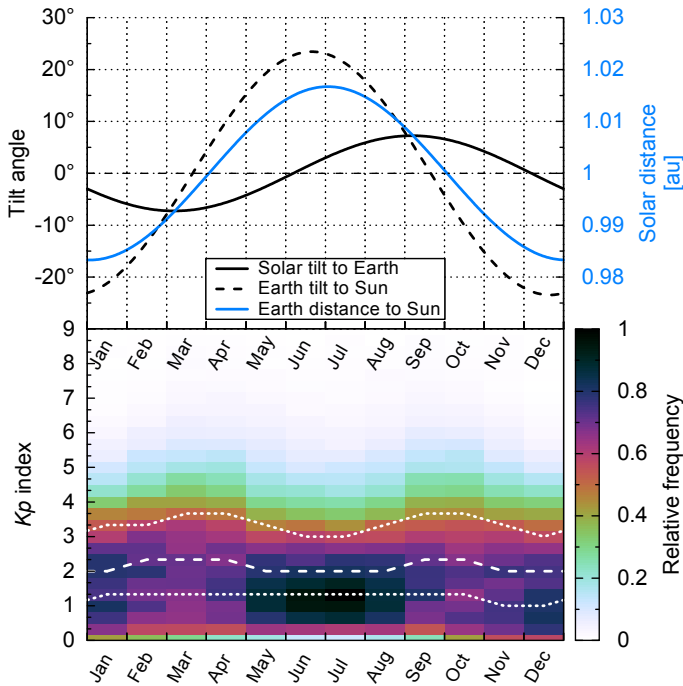 30°
20°
10°
0°
-10°
-20°
Tilt angle
1.03
1.02
1.01
1
0.99
0.98
Solar distance
[au]
Solar tilt to Earth
Earth tilt to Sun
Earth distance to Sun
Jan Feb Mar Apr May Jun Jul Aug Sep Oct Nov Dec
9
8
7
6
5
4
3
2
1
0
Kp index
Jan Feb Mar Apr May Jun Jul Aug Sep Oct Nov Dec
1
0.8
0.6
0.4
0.2
0
Relative frequency